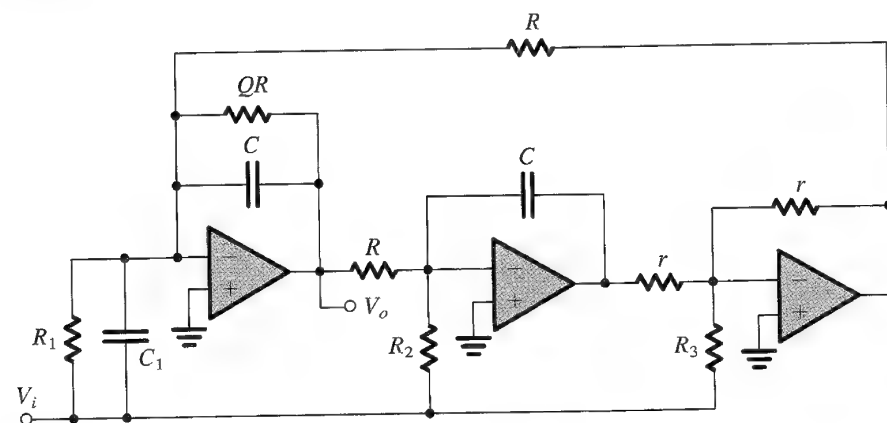 R
QR
C
C
r
R
r
V_o
R_1
C_1
R_2
R_3
V_i
− +
− +
− +